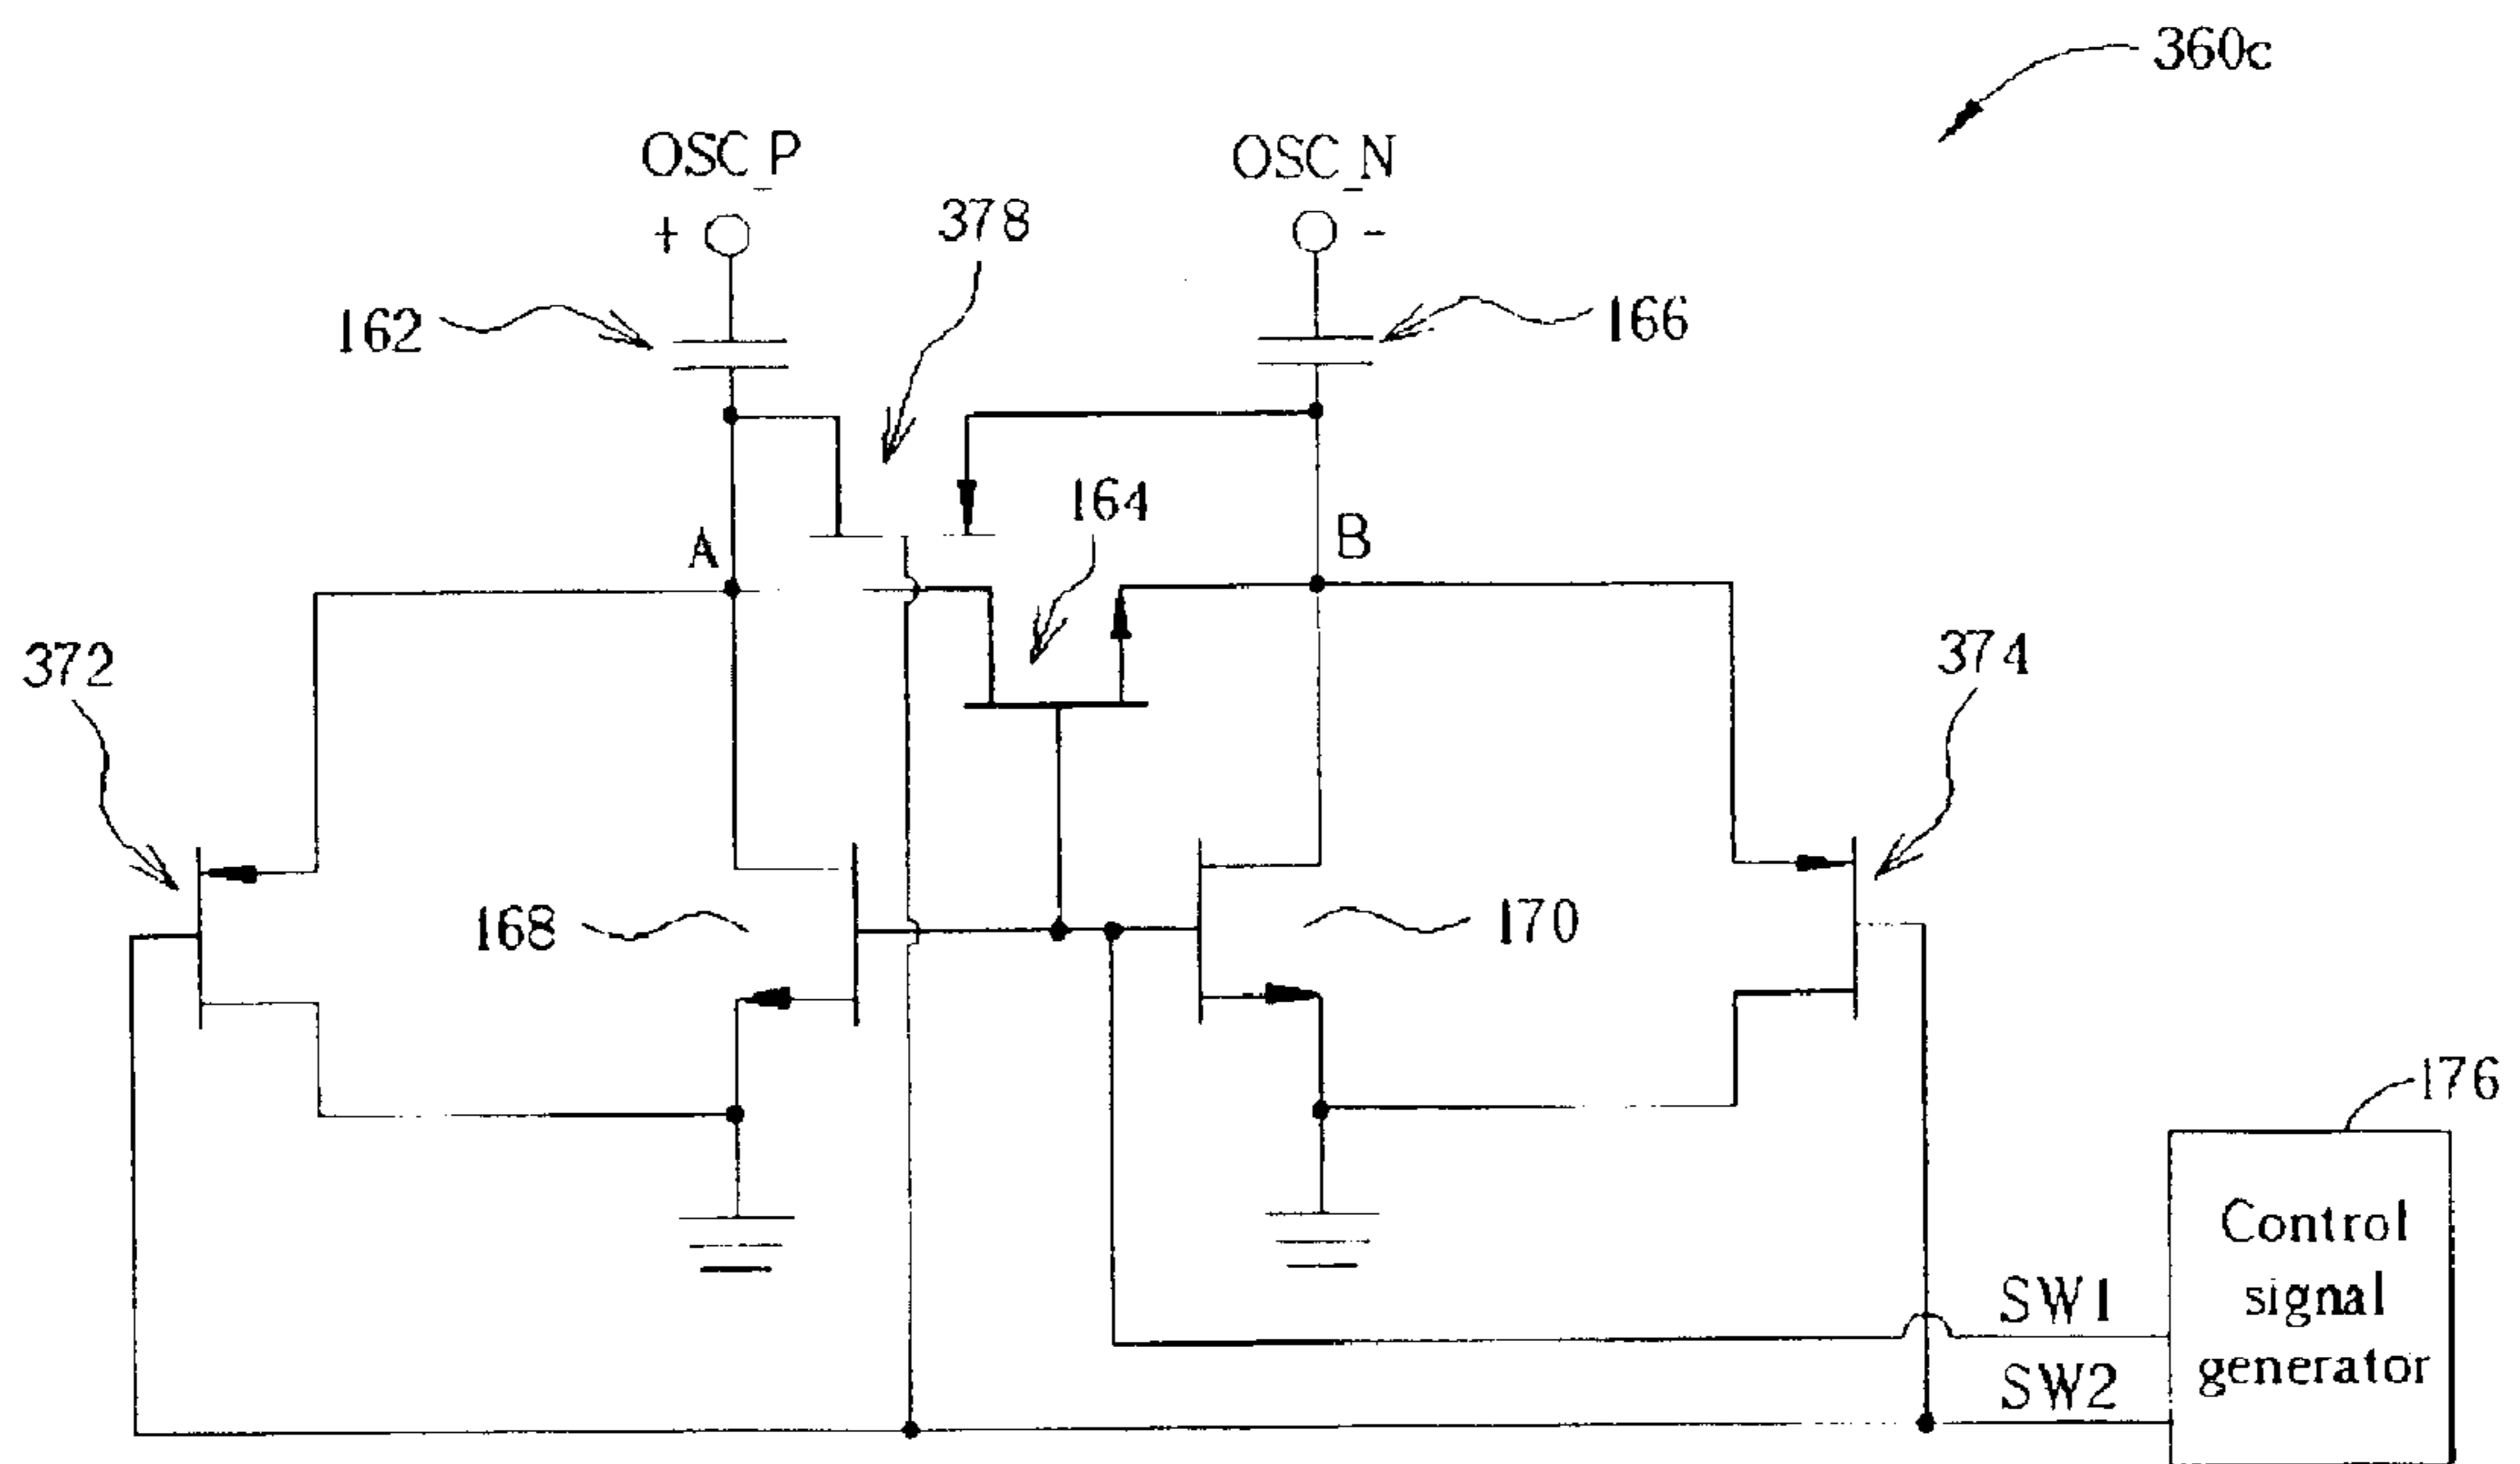 360c
OSC_P
OSC_N
378
+
-
162
166
164
A
B
372
374
168
170
176
Control
signal
generator
SW1
SW2